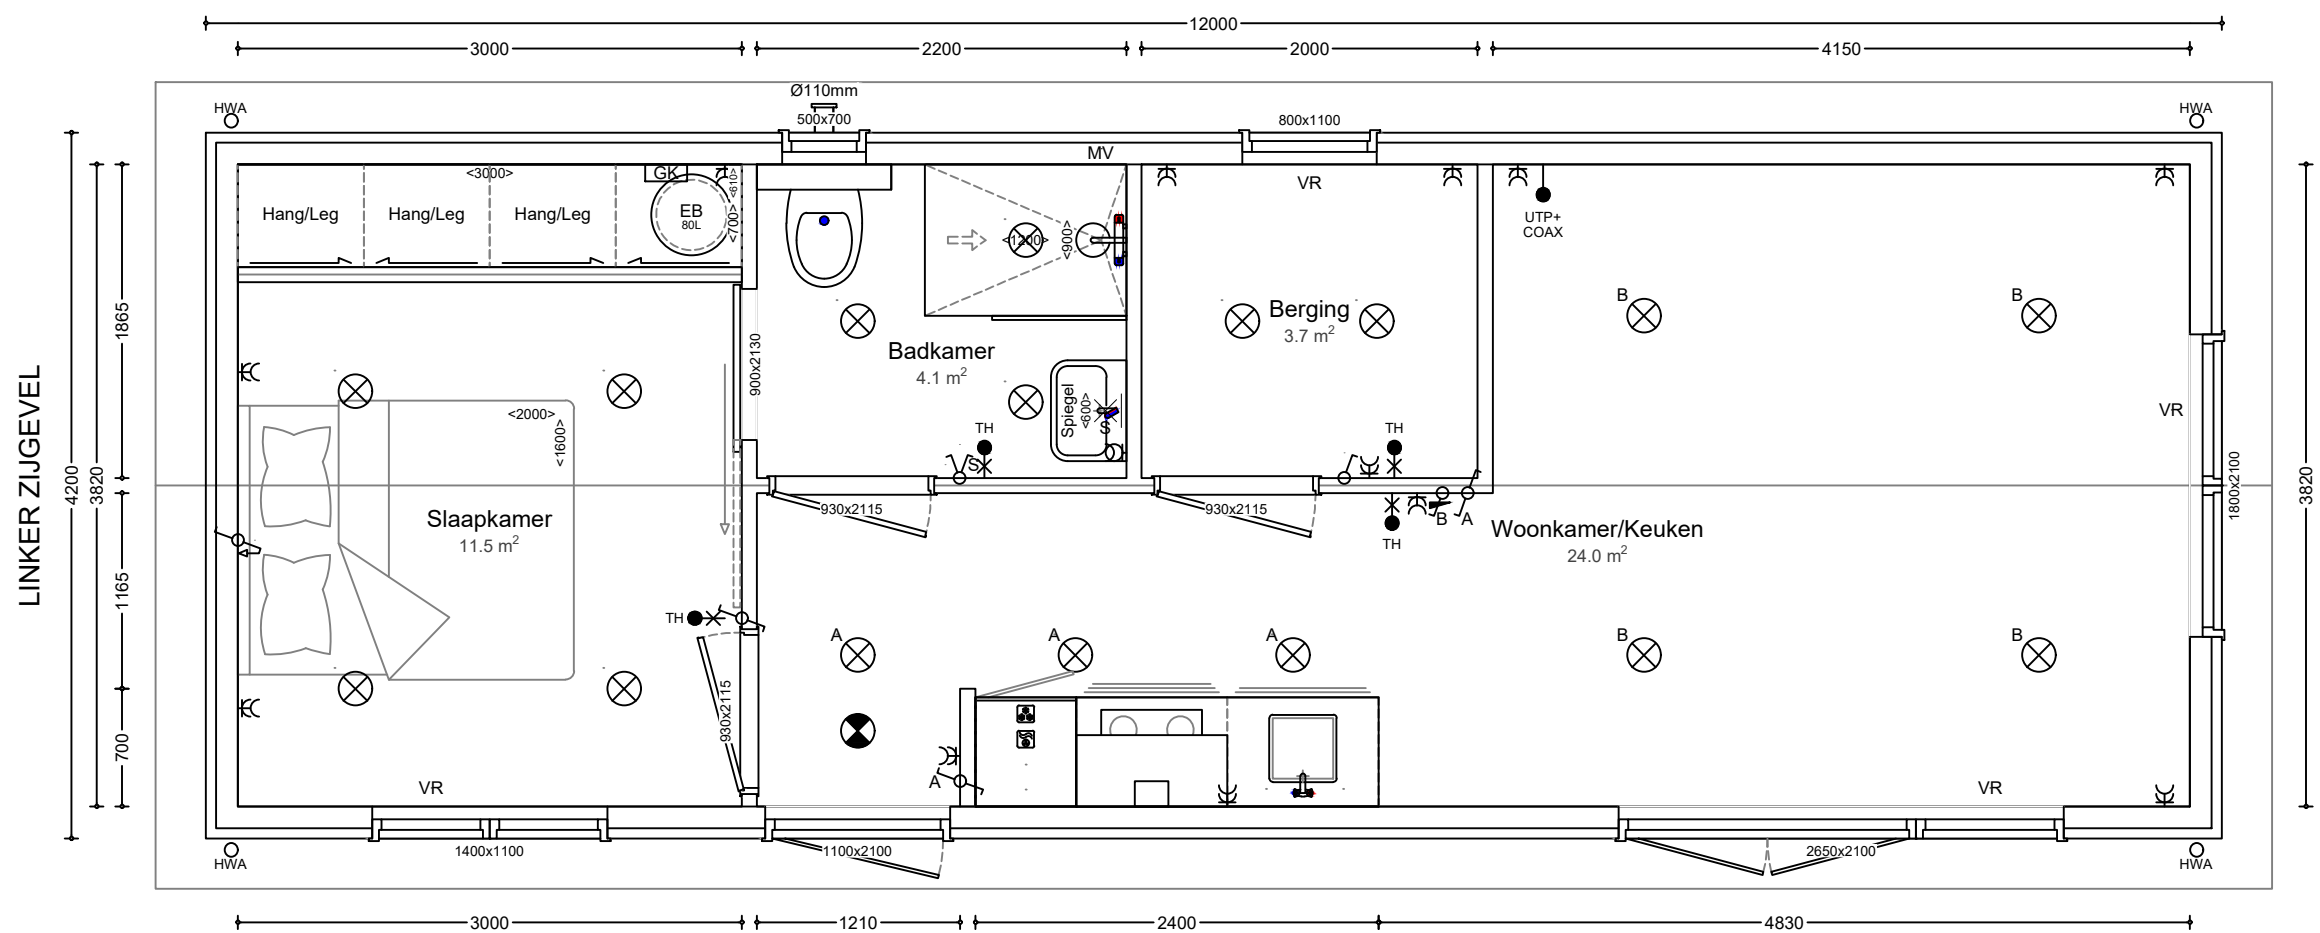 12000
3000
2200
2000
4150
Ø110mm
500x700
800x1100
HWA
HWA
MV
<3000>
GK
<610>
<700>
VR
Hang/Leg
Hang/Leg
Hang/Leg
EB
80L
<1200>
<900>
UTP+
COAX
B
B
1865
Berging
3.7 m²
900x2130
Badkamer
4.1 m²
Spiegel
<600>
S
<2000>
<1600>
VR
LINKER ZIJGEVEL
4200
3820
TH
TH
S
3820
1800x2100
930x2115
930x2115
B
A
TH
Slaapkamer
11.5 m²
Woonkamer/Keuken
24.0 m²
1165
TH
A
A
A
B
B
930x2115
700
A
VR
VR
HWA
1400x1100
1100x2100
2650x2100
HWA
3000
1210
2400
4830